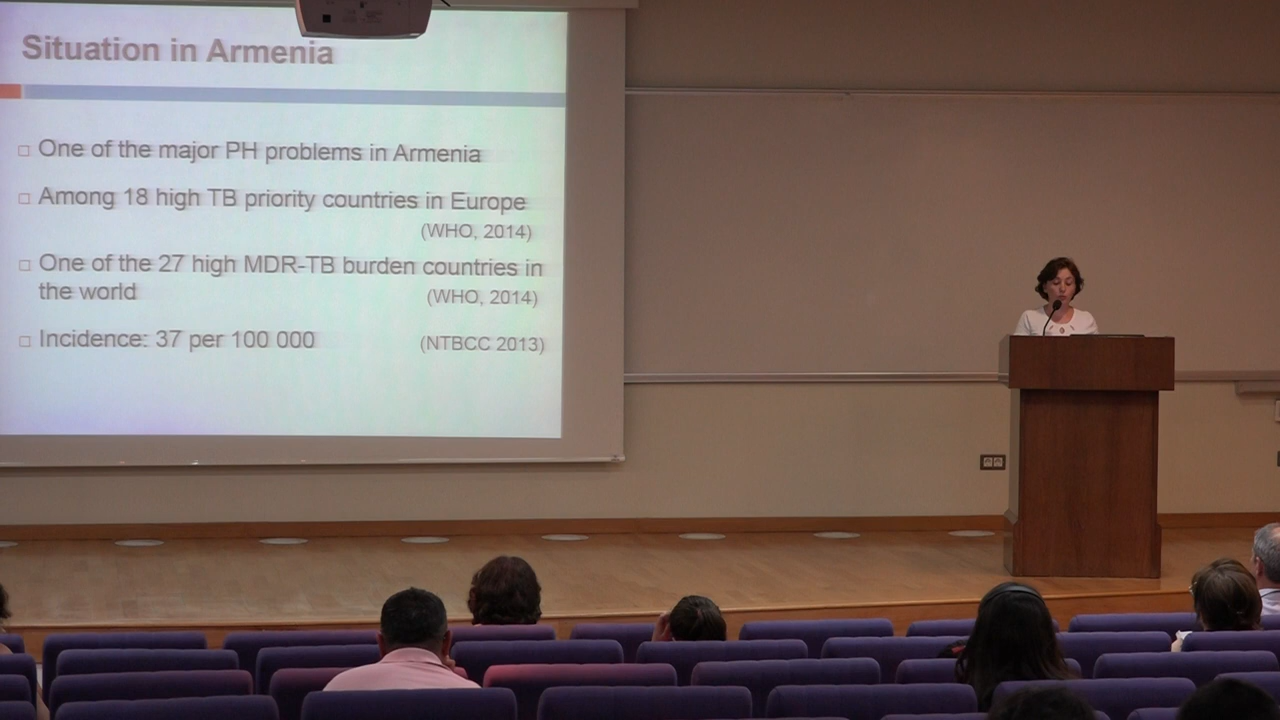 Situation in Armenia
One of the major PH problems in Armenia
Among 18 high TB priority countries in Europe
(WHO, 2014)
One of the 27 high MDR-TB burden countries in
the world (WHO, 2014)
Incidence: 37 per 100 000 (NTBCC 2013)